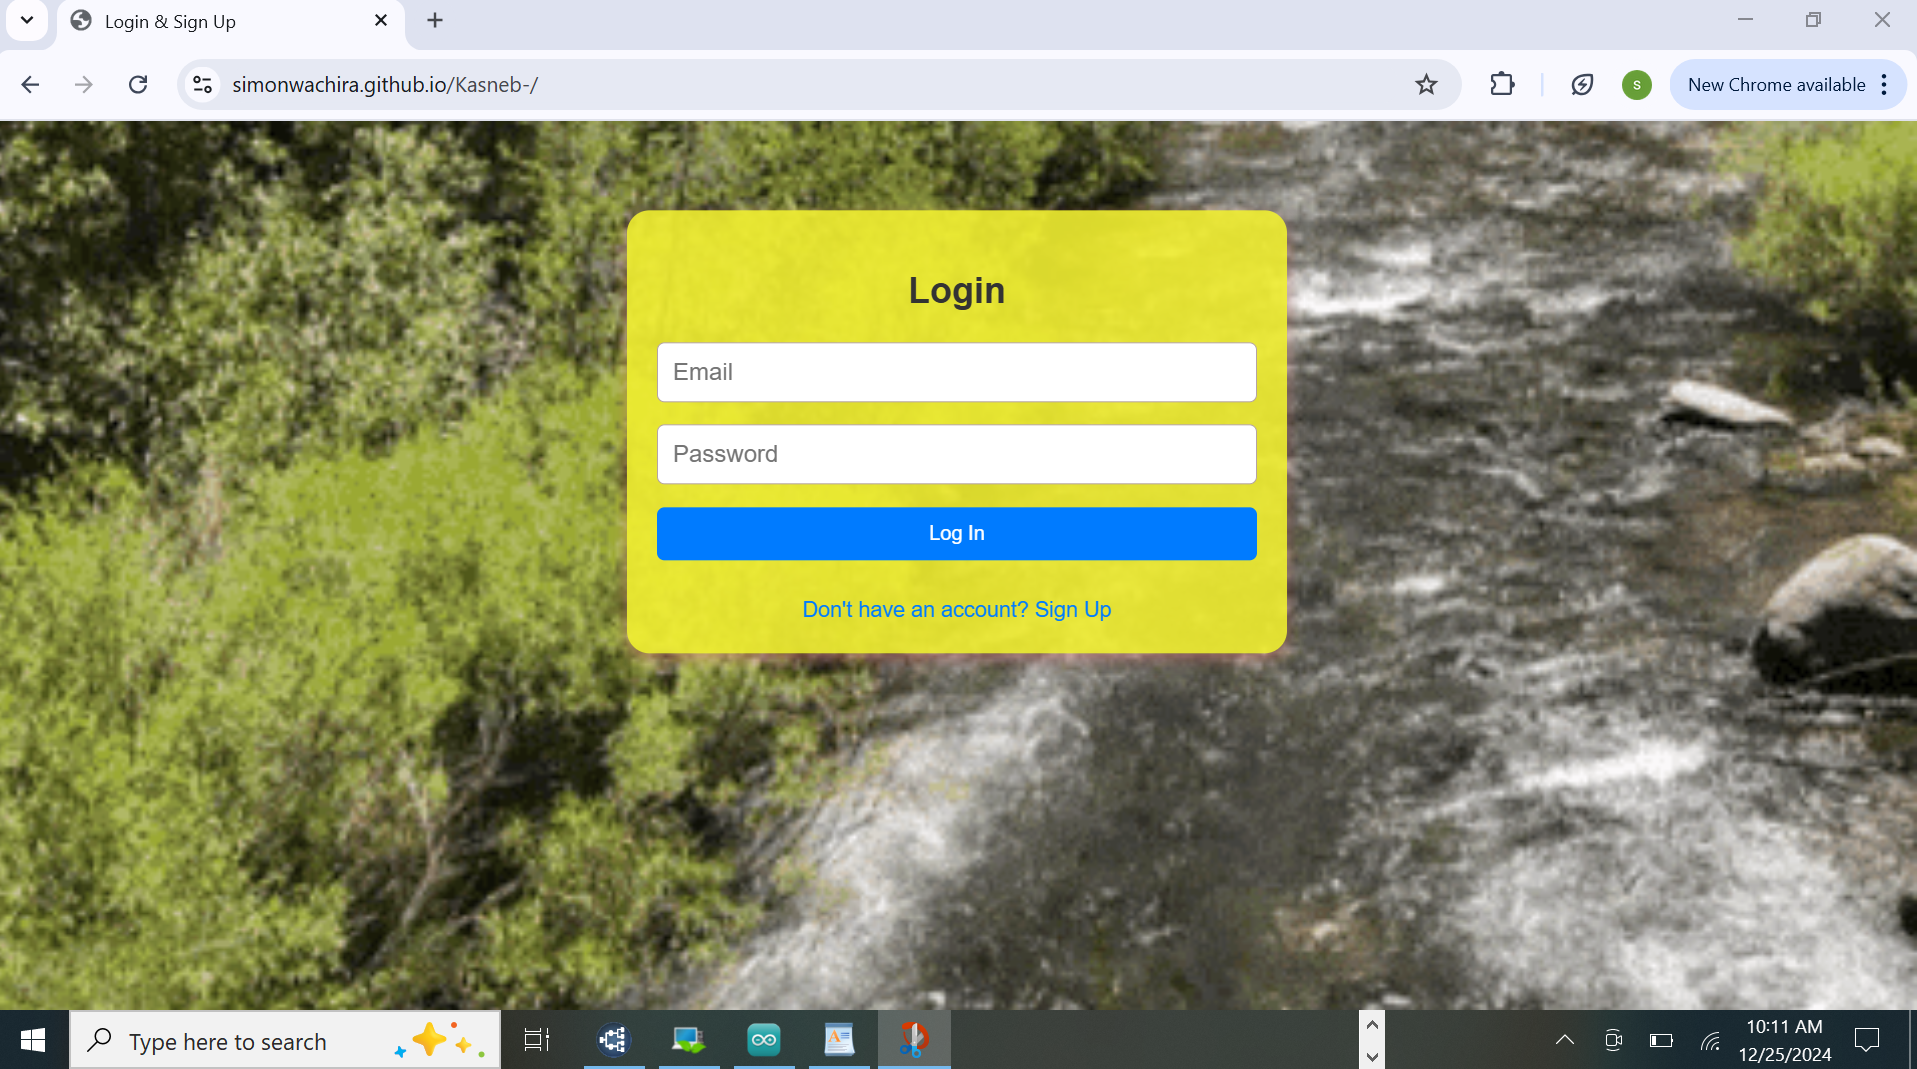 Login & Sign Up
simonwachira.github.io/Kasneb-/
S
New Chrome available
Login
Email
Password
Log In
Don't have an account? Sign Up
Type here to search
10:11 AM
12/25/2024